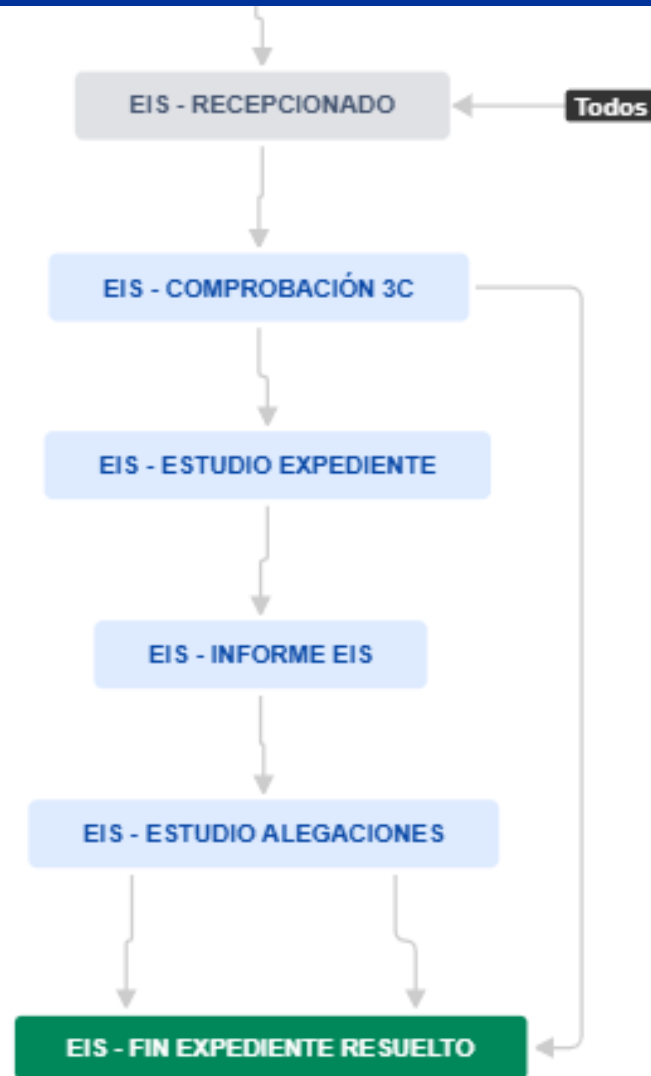 EIS - RECEPCIONADO
Todos
EIS - COMPROBACIÓN 3C
EIS - ESTUDIO EXPEDIENTE
EIS - INFORME EIS
EIS - ESTUDIO ALEGACIONES
EIS - FIN EXPEDIENTE RESUELTO